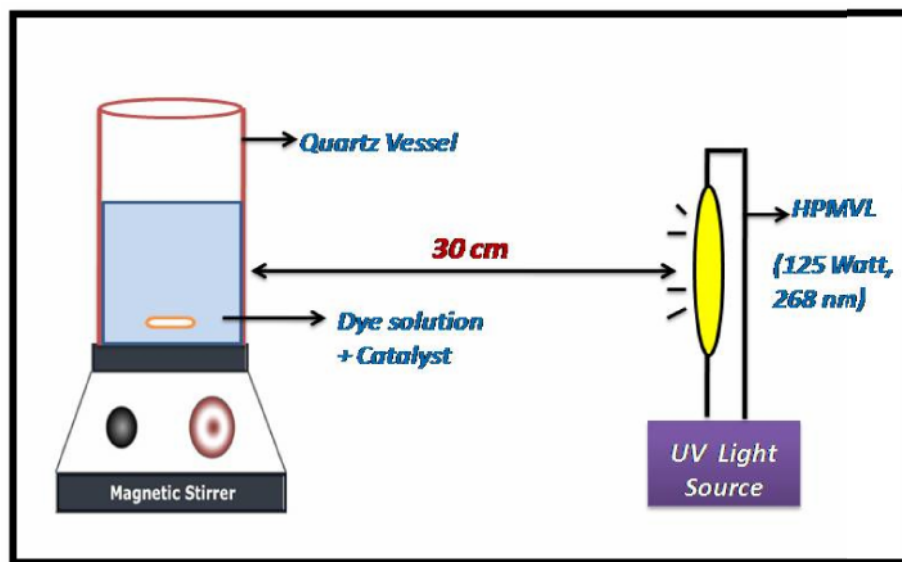 Quartz Vessel
30 cm
HPMVL
(125 Watt,
268 nm)
Dye solution
+ Catalyst
Magnetic Stirrer
UV Light
Source